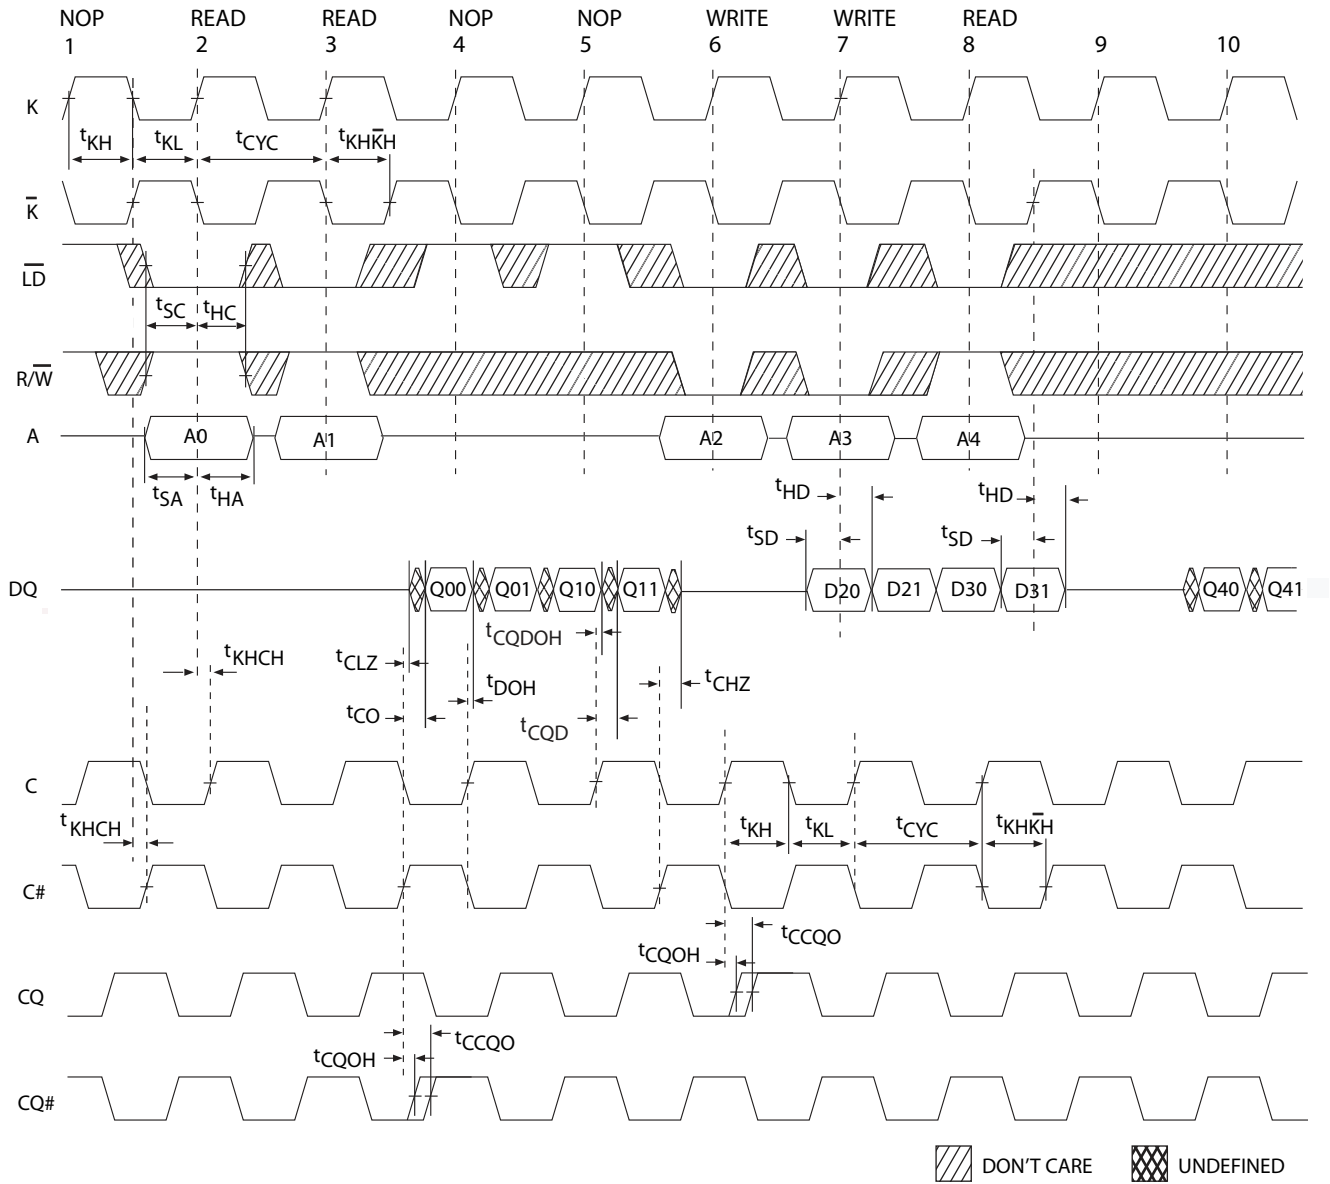 NOP READ READ NOP NOP WRITE WRITE READ
1 2 3 4 5 6 7 8 9 10
K
tKH tKL tCYC tKHK̅H
K̅
L̅D̅
tSC tHC
R/W̅
A A0 A1 A2 A3 A4
tSA tHA tHD tHD
tSD tSD
DQ Q00 Q01 Q10 Q11 D20 D21 D30 D31 Q40 Q41
tCQDOH
tKHCH tCLZ tDOH tCHZ
tCO tCQD
C
tKHCH tKH tKL tCYC tKHK̅H
C#
tCCQO
tCQOH
CQ
tCCQO
tCQOH
CQ#
DON'T CARE UNDEFINED